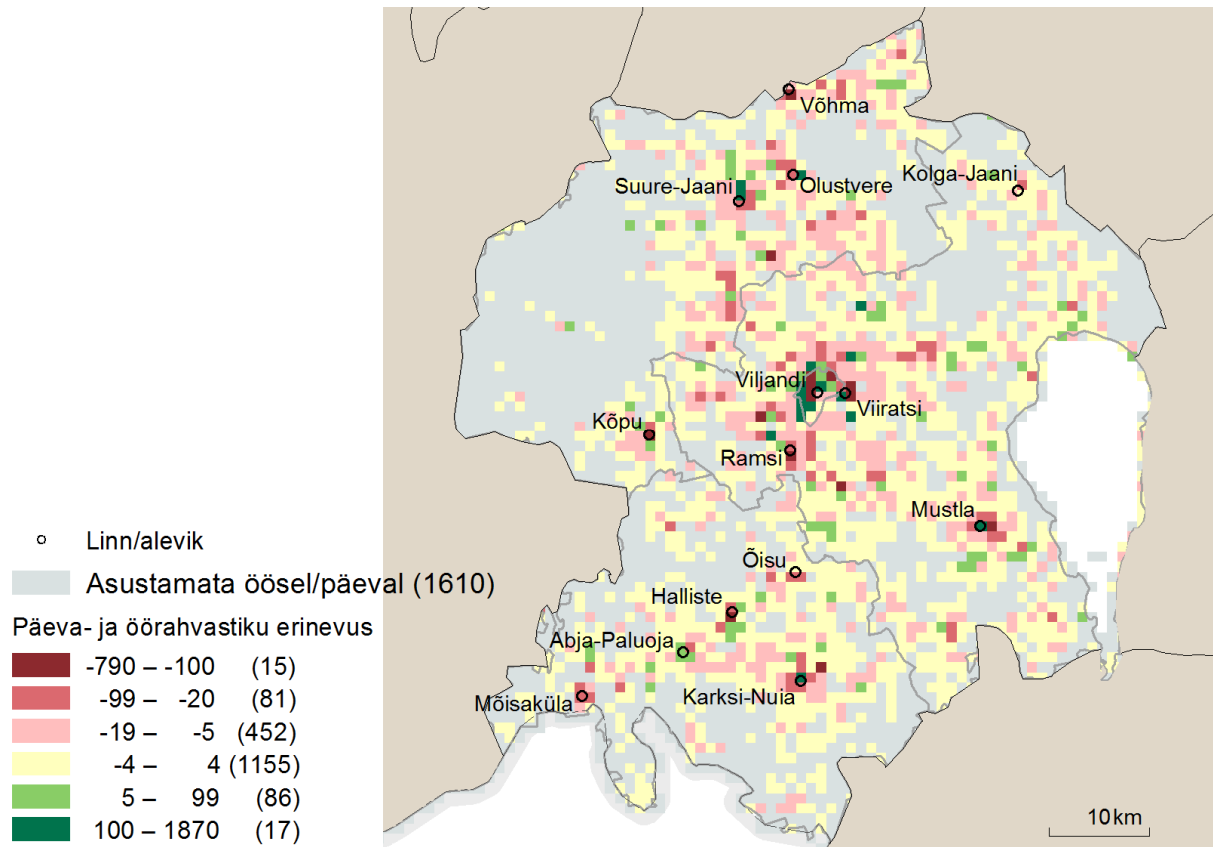 Võhma
Kolga-Jaani
Suure-Jaani
Olustvere
Viljandi
Viiratsi
Kõpu
Ramsi
Mustla
Õisu
Halliste
Abja-Paluoja
Karksi-Nuia
Mõisaküla
10 km
Linn/alevik
Asustamata öösel/päeval (1610)
Päeva- ja öörahvastiku erinevus
-790 – -100 (15)
-99 – -20 (81)
-19 – -5 (452)
-4 – 4 (1155)
5 – 99 (86)
100 – 1870 (17)